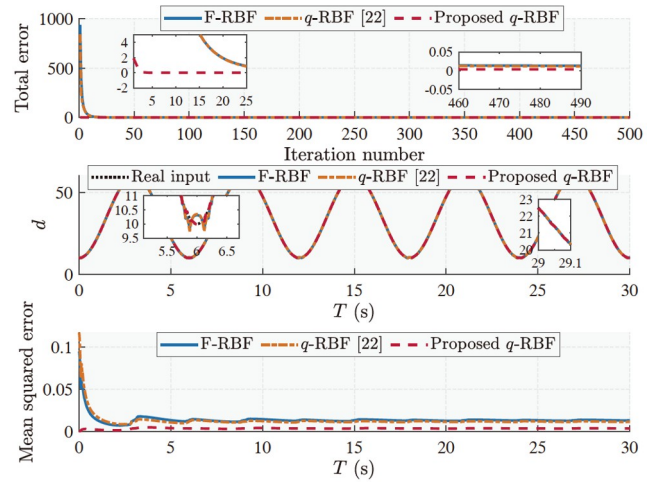 F-RBF q-RBF [22] Proposed q-RBF
Total error
1000
500
0
4
2
0
-2
5 10 15 20 25
0.05
0
-0.05
460 470 480 490
0 50 100 150 200 250 300 350 400 450 500
Iteration number
Real input F-RBF q-RBF [22] Proposed q-RBF
d
50
0
11
10.5
10
9.5
5.5 6 6.5
23
22
21
20
29 29.1
0 5 10 15 20 25 30
T (s)
F-RBF q-RBF [22] Proposed q-RBF
Mean squared error
0.1
0.05
0
0 5 10 15 20 25 30
T (s)